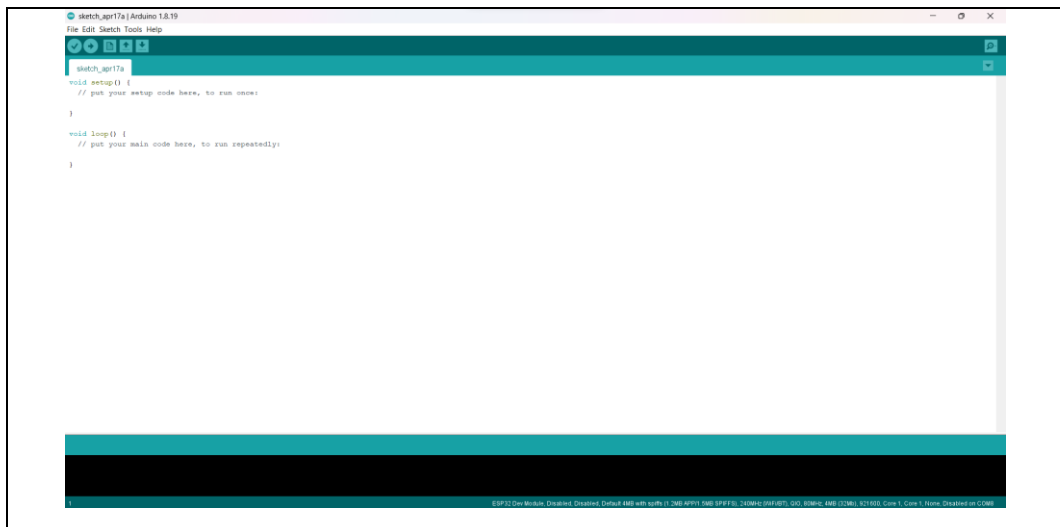 sketch_apr17a | Arduino 1.8.19
File Edit Sketch Tools Help
sketch_apr17a
void setup() {
// put your setup code here, to run once:
}
void loop() {
// put your main code here, to run repeatedly:
}
1
ESP32 Dev Module, Disabled, Disabled, Default 4MB with spiffs (1.2MB APP/1.5MB SPIFFS), 240MHz (WiFi/BT), QIO, 80MHz, 4MB (32Mb), 921600, Core 1, Core 1, None, Disabled on